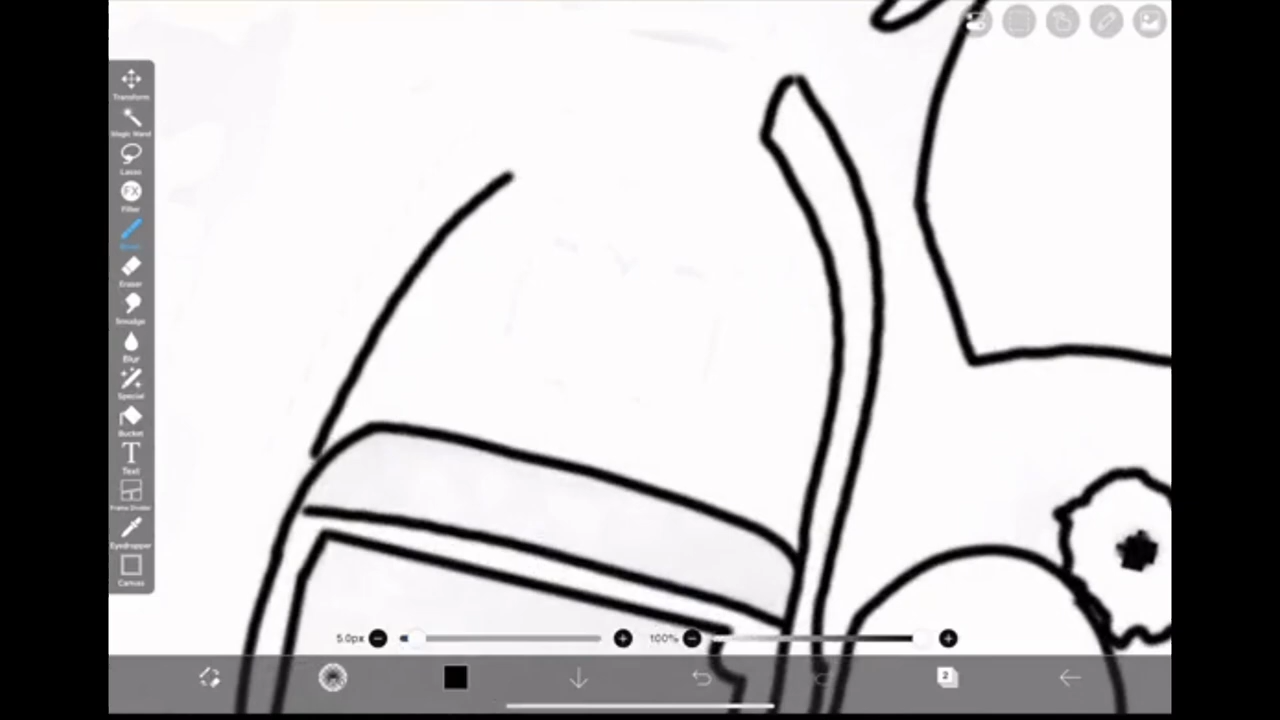 Transform
Magic Wand
Lasso
FX
Filter
Brush
Eraser
Smudge
Blur
Special
Bucket
T
Text
Frame Divider
Eyedropper
Canvas
5.0px
100%
2